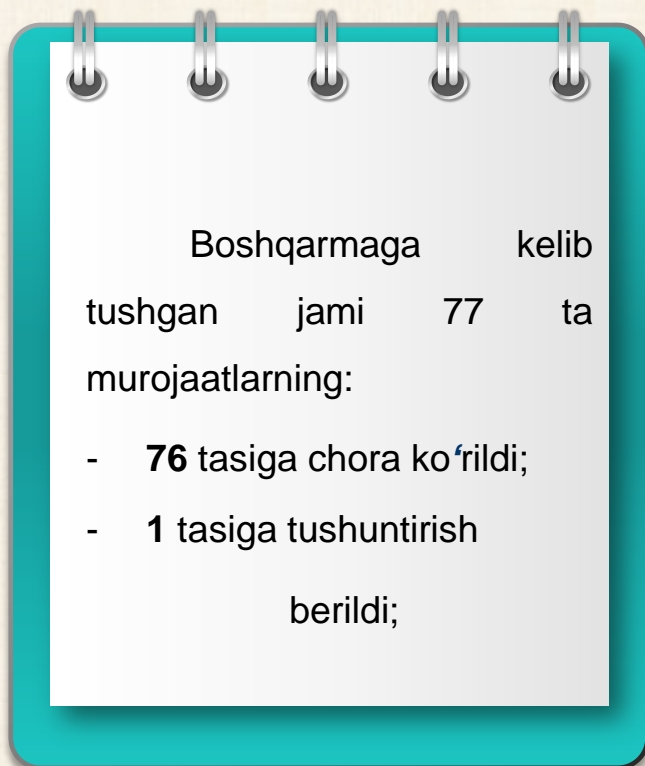 Boshqarmaga kelib
tushgan jami 77 ta
murojaatlarning:
- 76 tasiga chora ko‘rildi;
- 1 tasiga tushuntirish
berildi;